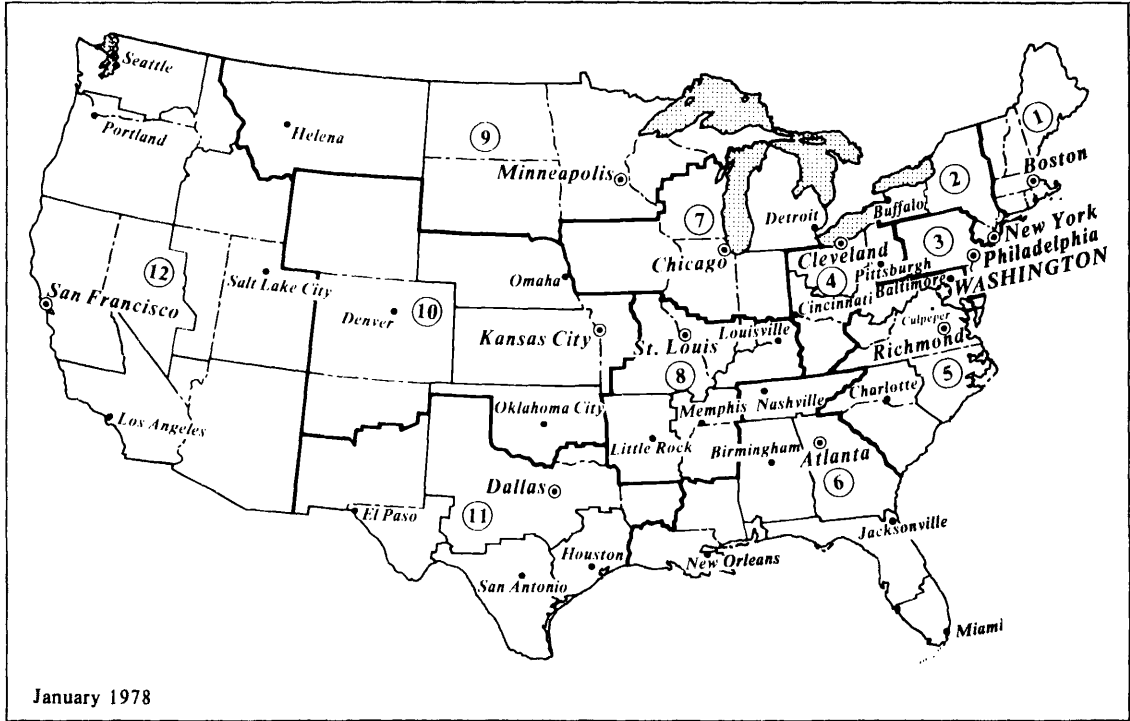 Seattle
Portland
Helena
9
Minneapolis
1
Boston
2
Buffalo
Detroit
7
Chicago
New York
3
Philadelphia
Cleveland
4
Pittsburgh
WASHINGTON
Baltimore
Cincinnati
12
San Francisco
Salt Lake City
Omaha
Denver
10
Kansas City
St. Louis
Louisville
Culpeper
Richmond
8
5
Los Angeles
Oklahoma City
Memphis
Nashville
Charlotte
Little Rock
Birmingham
Atlanta
6
Dallas
El Paso
11
Houston
San Antonio
New Orleans
Jacksonville
Miami
January 1978